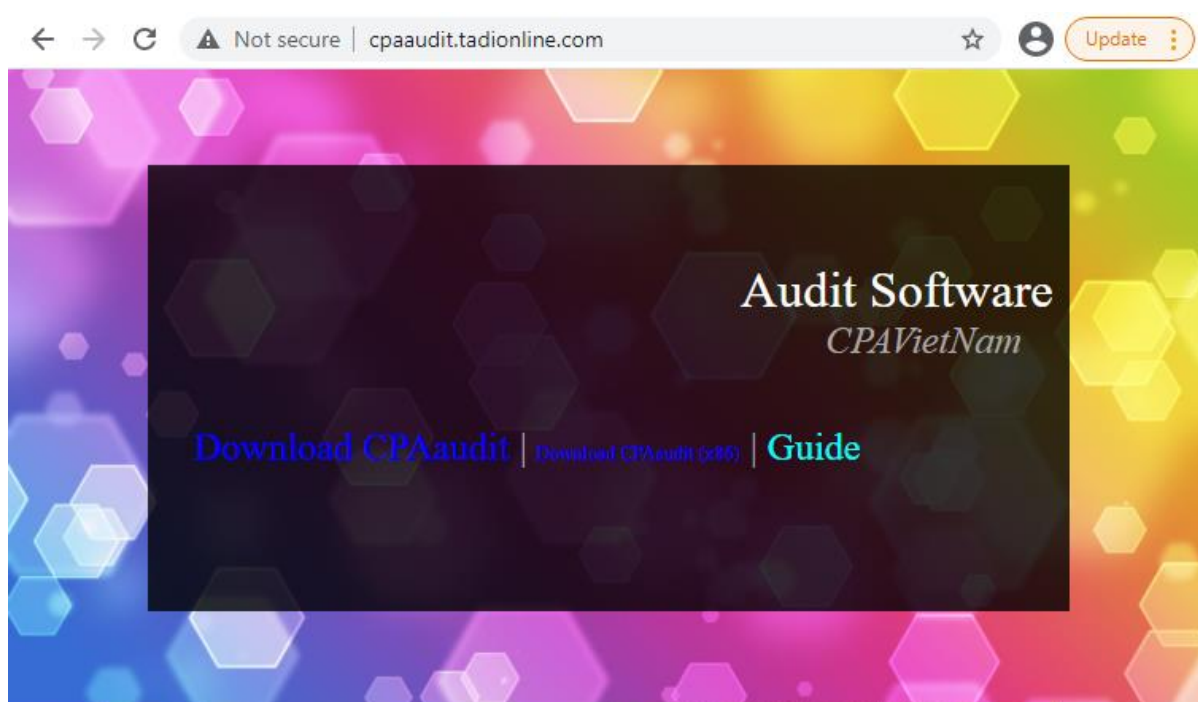 Not secure | cpaaudit.tadionline.com
Update
Audit Software
CPAVietNam
Download CPAaudit | Download CPAaudit (x86) | Guide